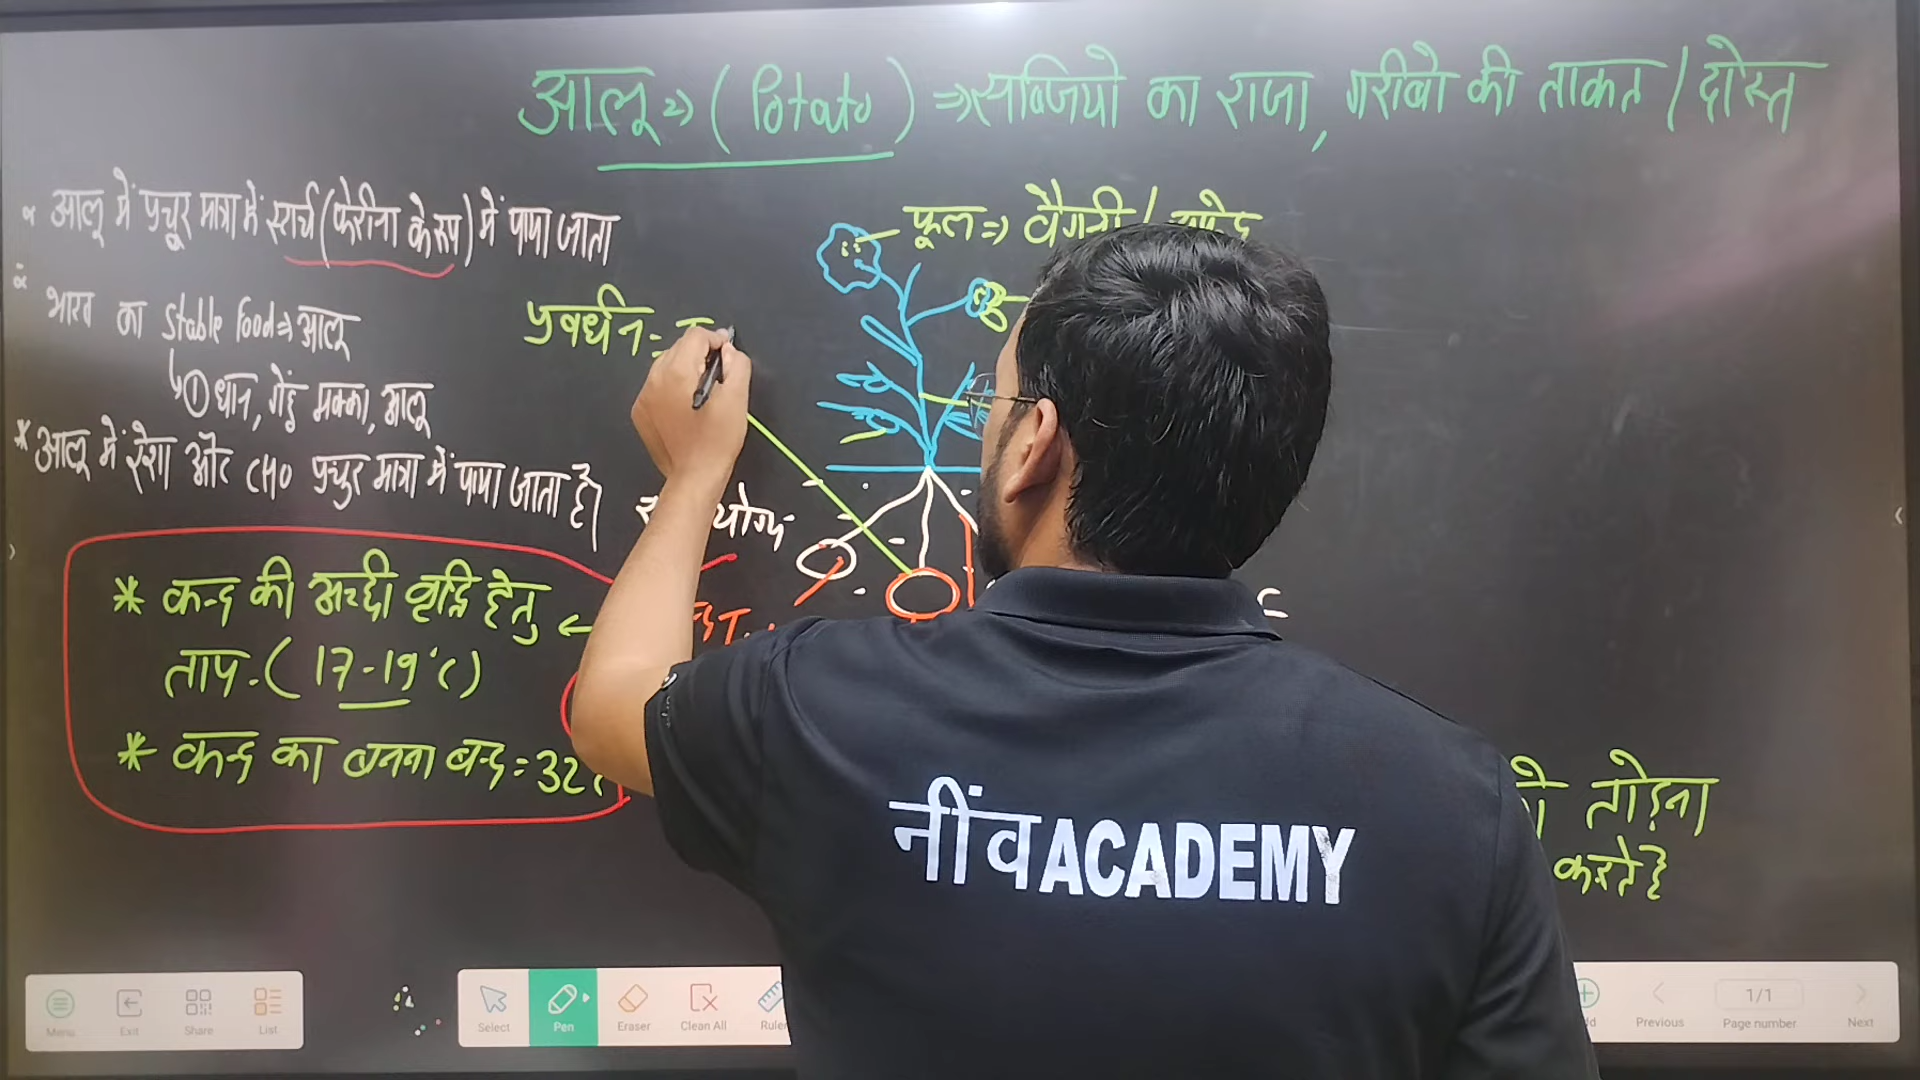 आलू => ( Potato ) => सब्जियो का राजा, गरीबो की ताकत / दोस्त
आलू में प्रचुर मात्रा में स्टार्च (फेरीना के रूप) में पाया जाता
भारत का Stable Food => आलू
① धान, गेहूं मक्का, आलू
* आलू में रेशा और CHO प्रचुर मात्रा में पाया जाता है।
फूल => बैंगनी /
प्रवर्धन =
योग्य
* कन्द की अच्छी वृद्धि हेतु
ताप. ( 17 - 19°C )
* कन्द का बनना बन्द = 32
तोड़ना
करते है
नींव ACADEMY
Menu
Exit
Share
List
Select
Pen
Eraser
Clean All
Ruler
Previous
1/1
Page number
Next